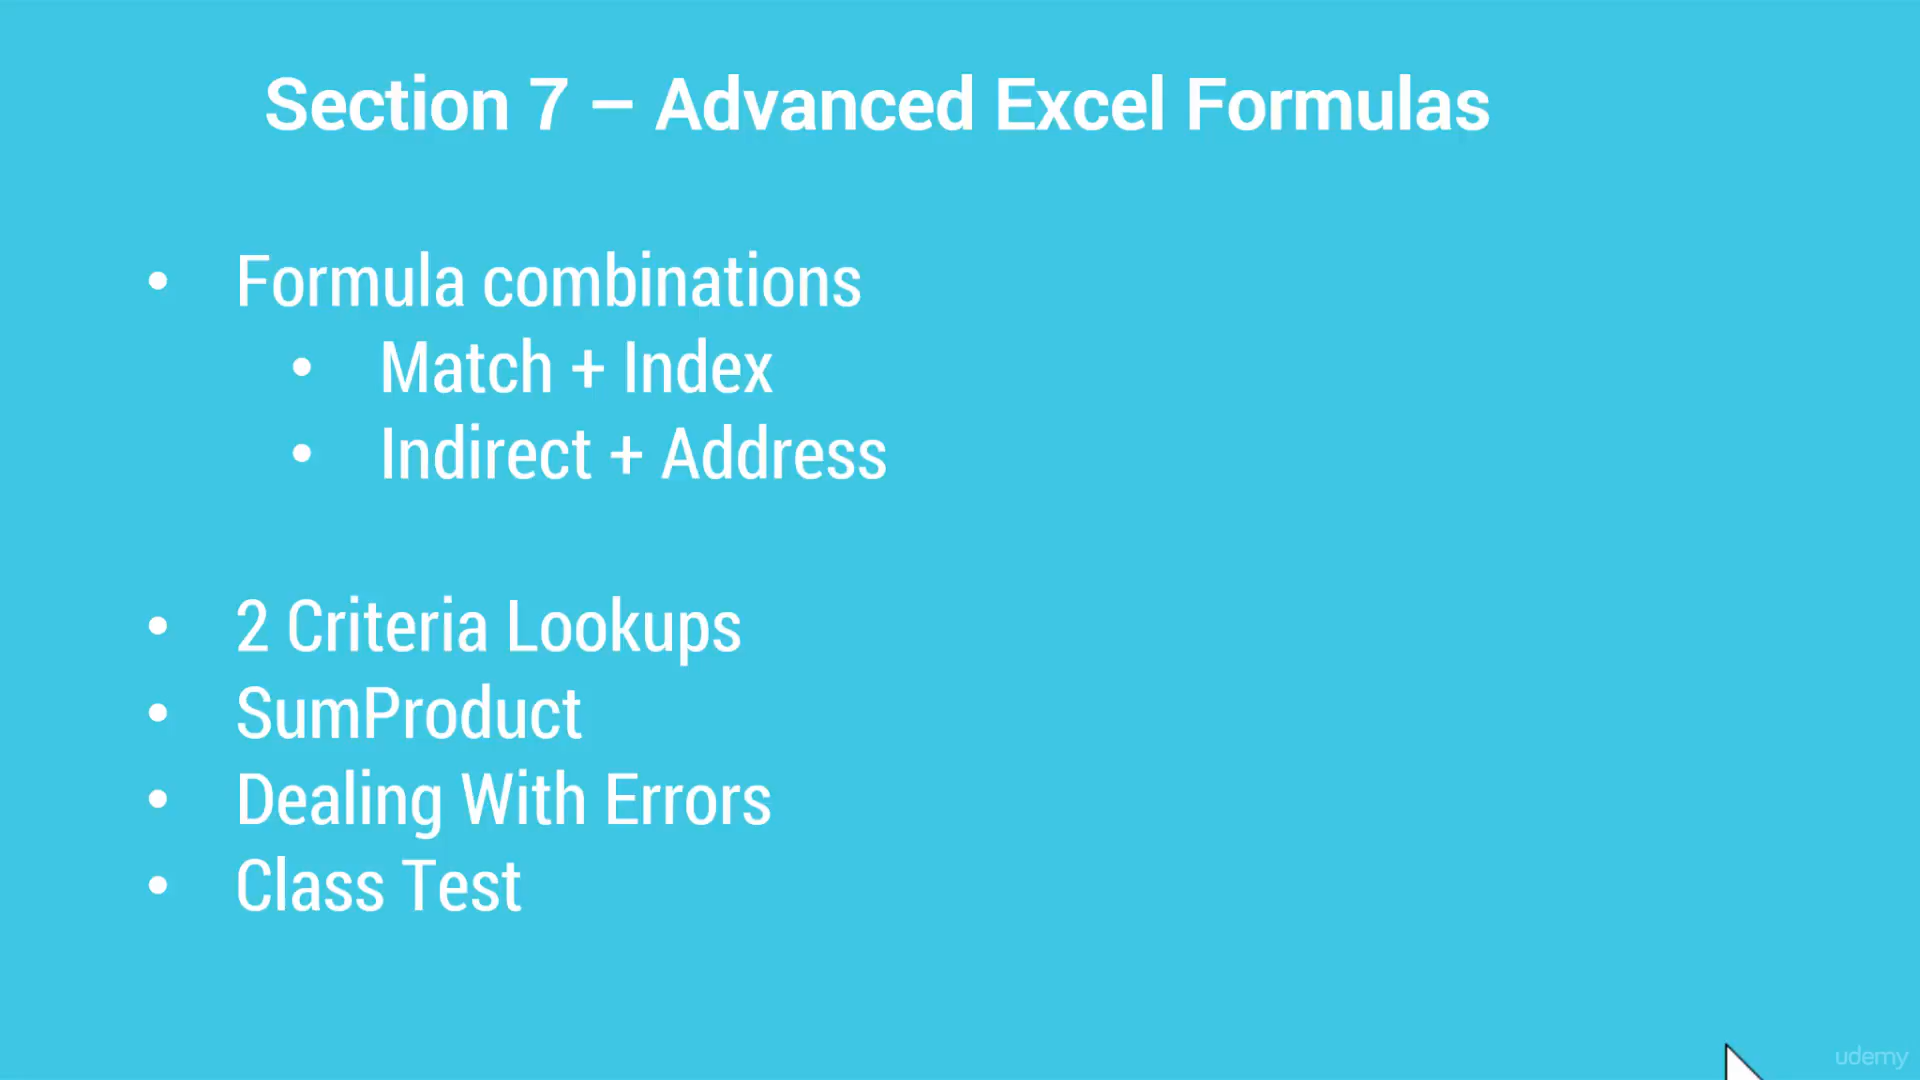 Section 7 – Advanced Excel Formulas
• Formula combinations
• Match + Index
• Indirect + Address
• 2 Criteria Lookups
• SumProduct
• Dealing With Errors
• Class Test
udemy